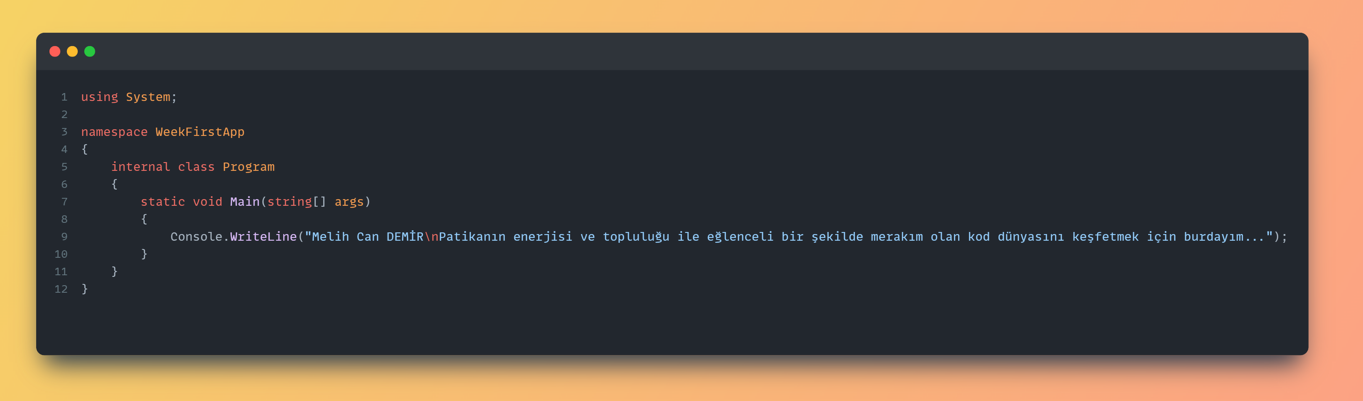 1 using System;
2
3 namespace WeekFirstApp
4 {
5     internal class Program
6     {
7         static void Main(string[] args)
8         {
9             Console.WriteLine("Melih Can DEMİR\nPatikanın enerjisi ve topluluğu ile eğlenceli bir şekilde merakım olan kod dünyasını keşfetmek için burdayım...");
10         }
11     }
12 }